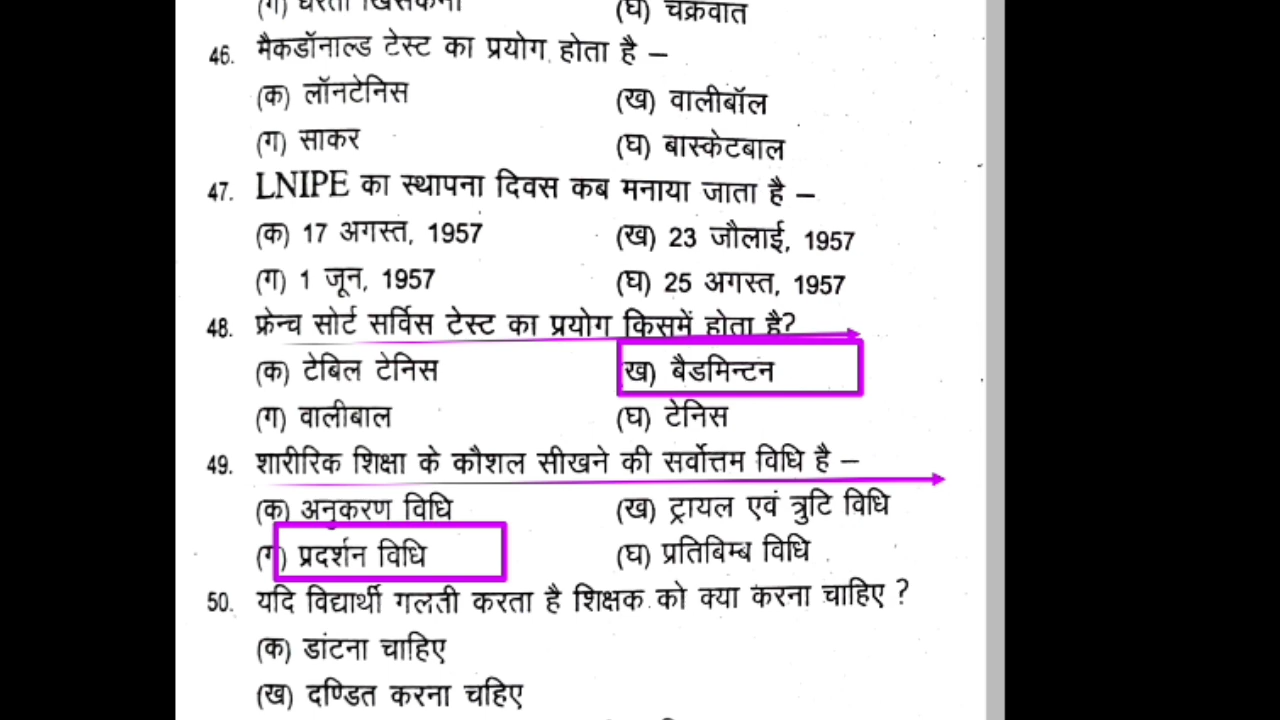 (ग) धरती खिसकना (घ) चक्रवात
46. मैकडॉनाल्ड टेस्ट का प्रयोग होता है –
(क) लॉनटेनिस (ख) वालीबॉल
(ग) साकर (घ) बास्केटबाल
47. LNIPE का स्थापना दिवस कब मनाया जाता है –
(क) 17 अगस्त, 1957 (ख) 23 जौलाई, 1957
(ग) 1 जून, 1957 (घ) 25 अगस्त, 1957
48. फ्रेन्च सोर्ट सर्विस टेस्ट का प्रयोग किसमें होता है?
(क) टेबिल टेनिस (ख) बैडमिन्टन
(ग) वालीबाल (घ) टेनिस
49. शारीरिक शिक्षा के कौशल सीखने की सर्वोत्तम विधि है –
(क) अनुकरण विधि (ख) ट्रायल एवं त्रुटि विधि
(ग) प्रदर्शन विधि (घ) प्रतिबिम्ब विधि
50. यदि विद्यार्थी गलती करता है शिक्षक को क्या करना चाहिए ?
(क) डांटना चाहिए
(ख) दण्डित करना चहिए